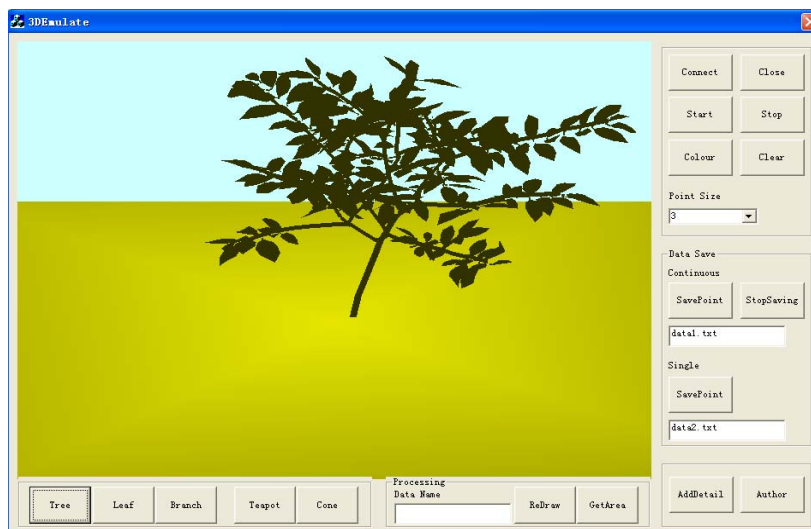 3DEmulate
Connect Close
Start Stop
Colour Clear
Point Size
3
Data Save
Continuous
SavePoint StopSaving
data1.txt
Single
SavePoint
data2.txt
AddDetail Author
Tree Leaf Branch Teapot Cone
Processing
Data Name
ReDraw GetArea